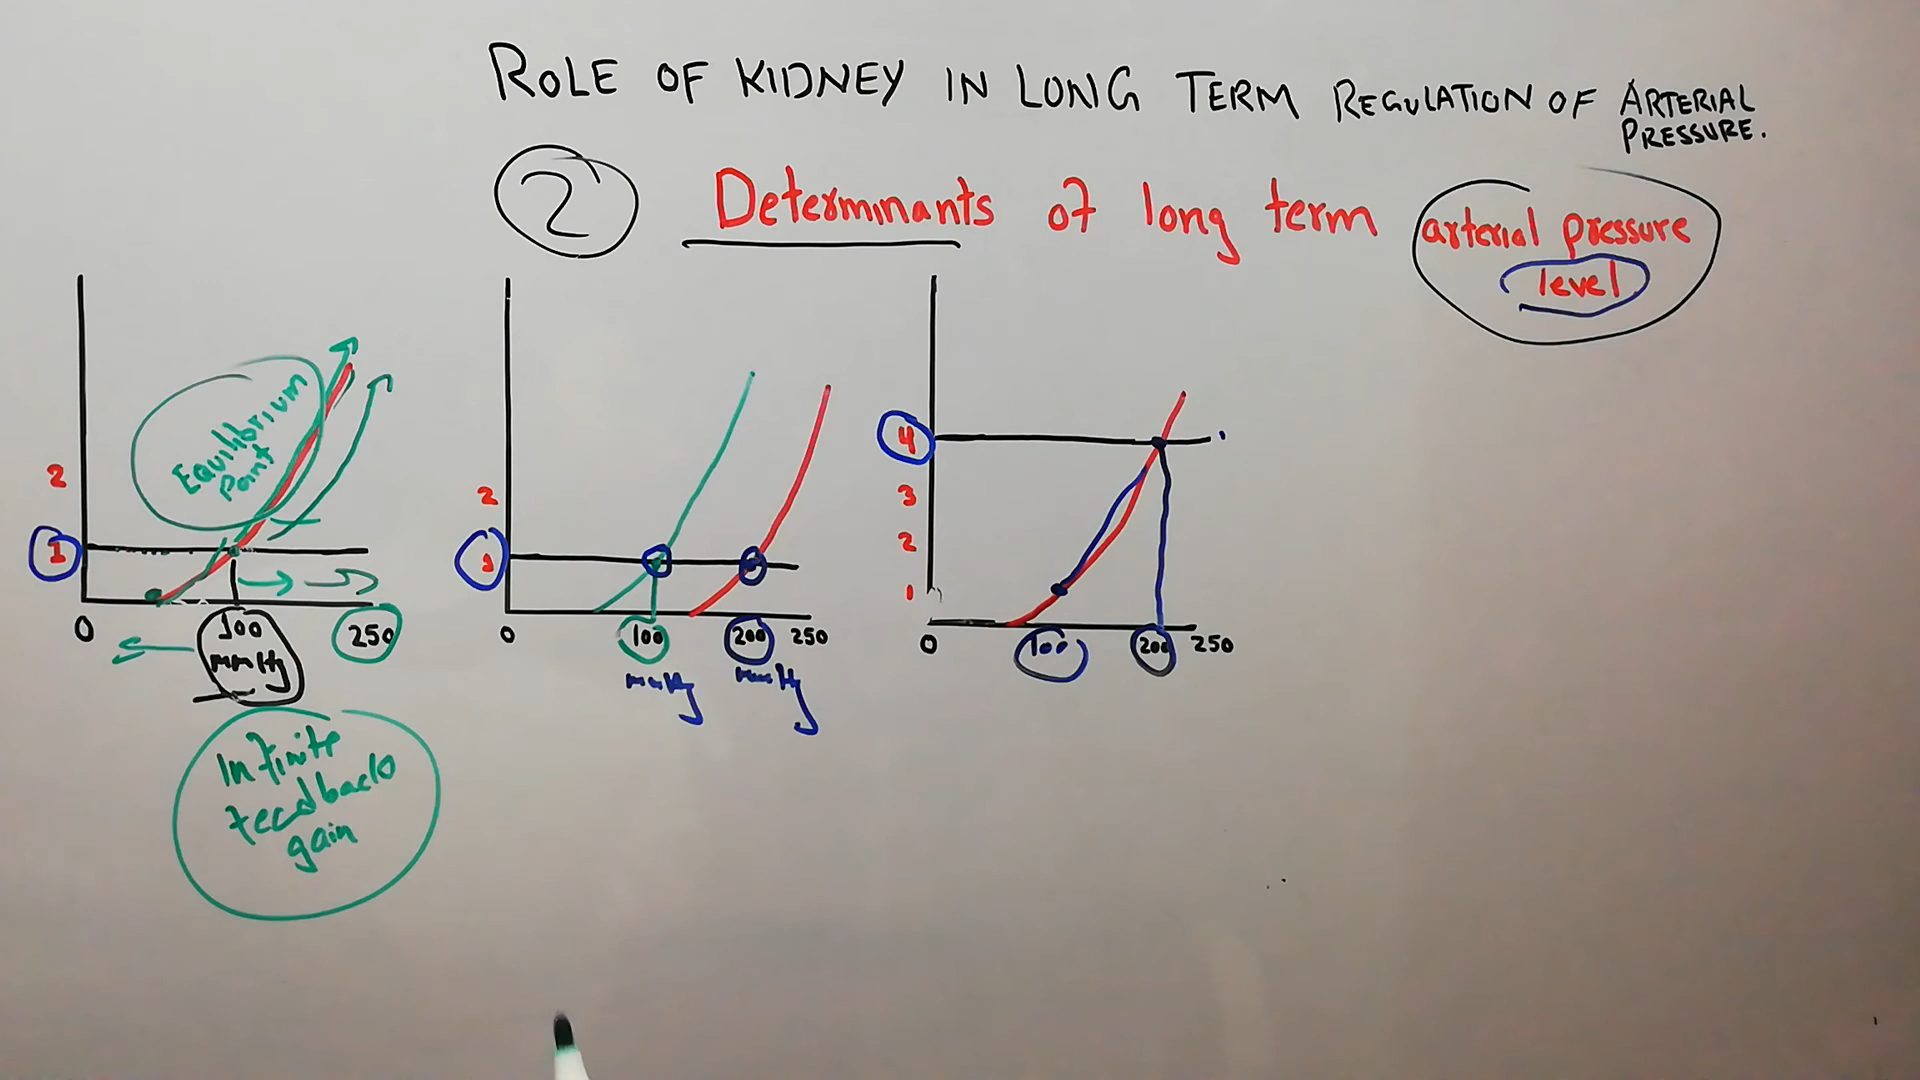 ROLE OF KIDNEY IN LONG TERM REGULATION OF ARTERIAL
PRESSURE.
2 Determinants of long term arterial pressure
level
Equilibrium
Point
2
1
0 100 250
mmHg
Infinite
feedback
gain
2
1
0 100 200 250
mmHg mmHg
4
3
2
1
0 100 200 250